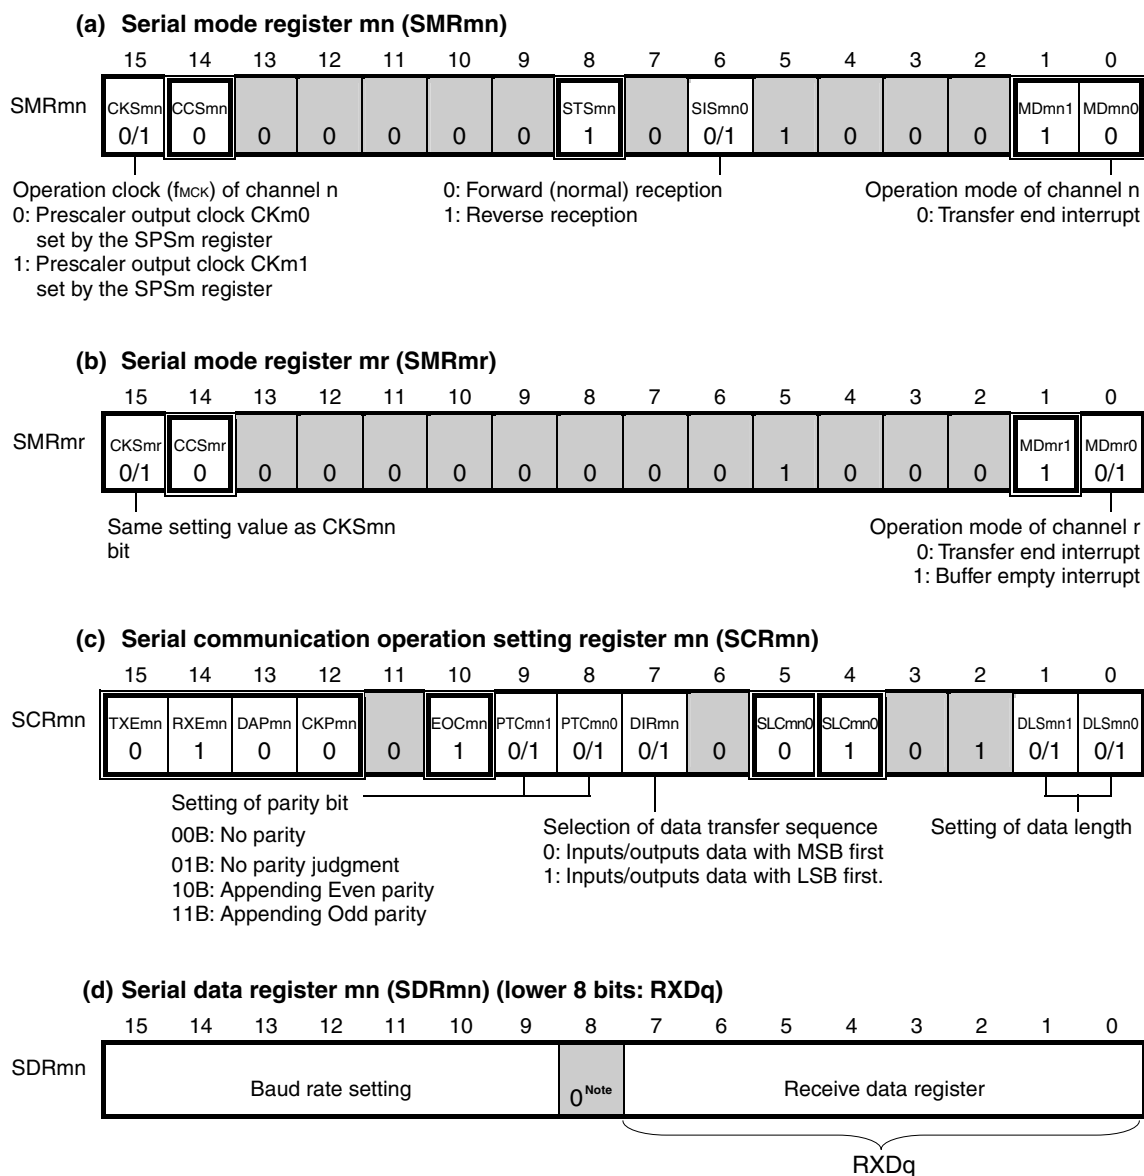 (a) Serial mode register mn (SMRmn)
15 14 13 12 11 10 9 8 7 6 5 4 3 2 1 0
SMRmn
CKSmn CCSmn STSmn SISmn0 MDmn1 MDmn0
0/1 0 0 0 0 0 0 1 0 0/1 1 0 0 0 1 0
Operation clock (fMCK) of channel n
0: Prescaler output clock CKm0
set by the SPSm register
1: Prescaler output clock CKm1
set by the SPSm register
0: Forward (normal) reception
1: Reverse reception
Operation mode of channel n
0: Transfer end interrupt
(b) Serial mode register mr (SMRmr)
15 14 13 12 11 10 9 8 7 6 5 4 3 2 1 0
SMRmr
CKSmr CCSmr MDmr1 MDmr0
0/1 0 0 0 0 0 0 0 0 0 1 0 0 0 1 0/1
Same setting value as CKSmn
bit
Operation mode of channel r
0: Transfer end interrupt
1: Buffer empty interrupt
(c) Serial communication operation setting register mn (SCRmn)
15 14 13 12 11 10 9 8 7 6 5 4 3 2 1 0
SCRmn
TXEmn RXEmn DAPmn CKPmn EOCmn PTCmn1 PTCmn0 DIRmn SLCmn0 SLCmn0 DLSmn1 DLSmn0
0 1 0 0 0 1 0/1 0/1 0/1 0 0 1 0 1 0/1 0/1
Setting of parity bit
00B: No parity
01B: No parity judgment
10B: Appending Even parity
11B: Appending Odd parity
Selection of data transfer sequence
0: Inputs/outputs data with MSB first
1: Inputs/outputs data with LSB first.
Setting of data length
(d) Serial data register mn (SDRmn) (lower 8 bits: RXDq)
15 14 13 12 11 10 9 8 7 6 5 4 3 2 1 0
SDRmn
Baud rate setting 0Note Receive data register
RXDq